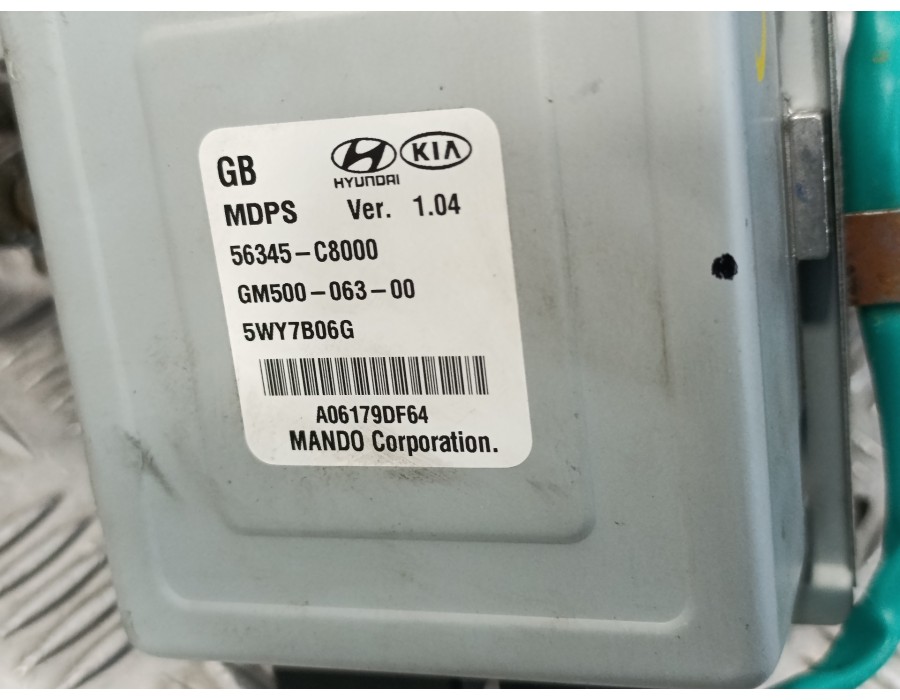 GB
HYUNDAI
KIA
MDPS Ver. 1.04
56345-C8000
GM500-063-00
5WY7B06G
A06179DF64
MANDO Corporation.